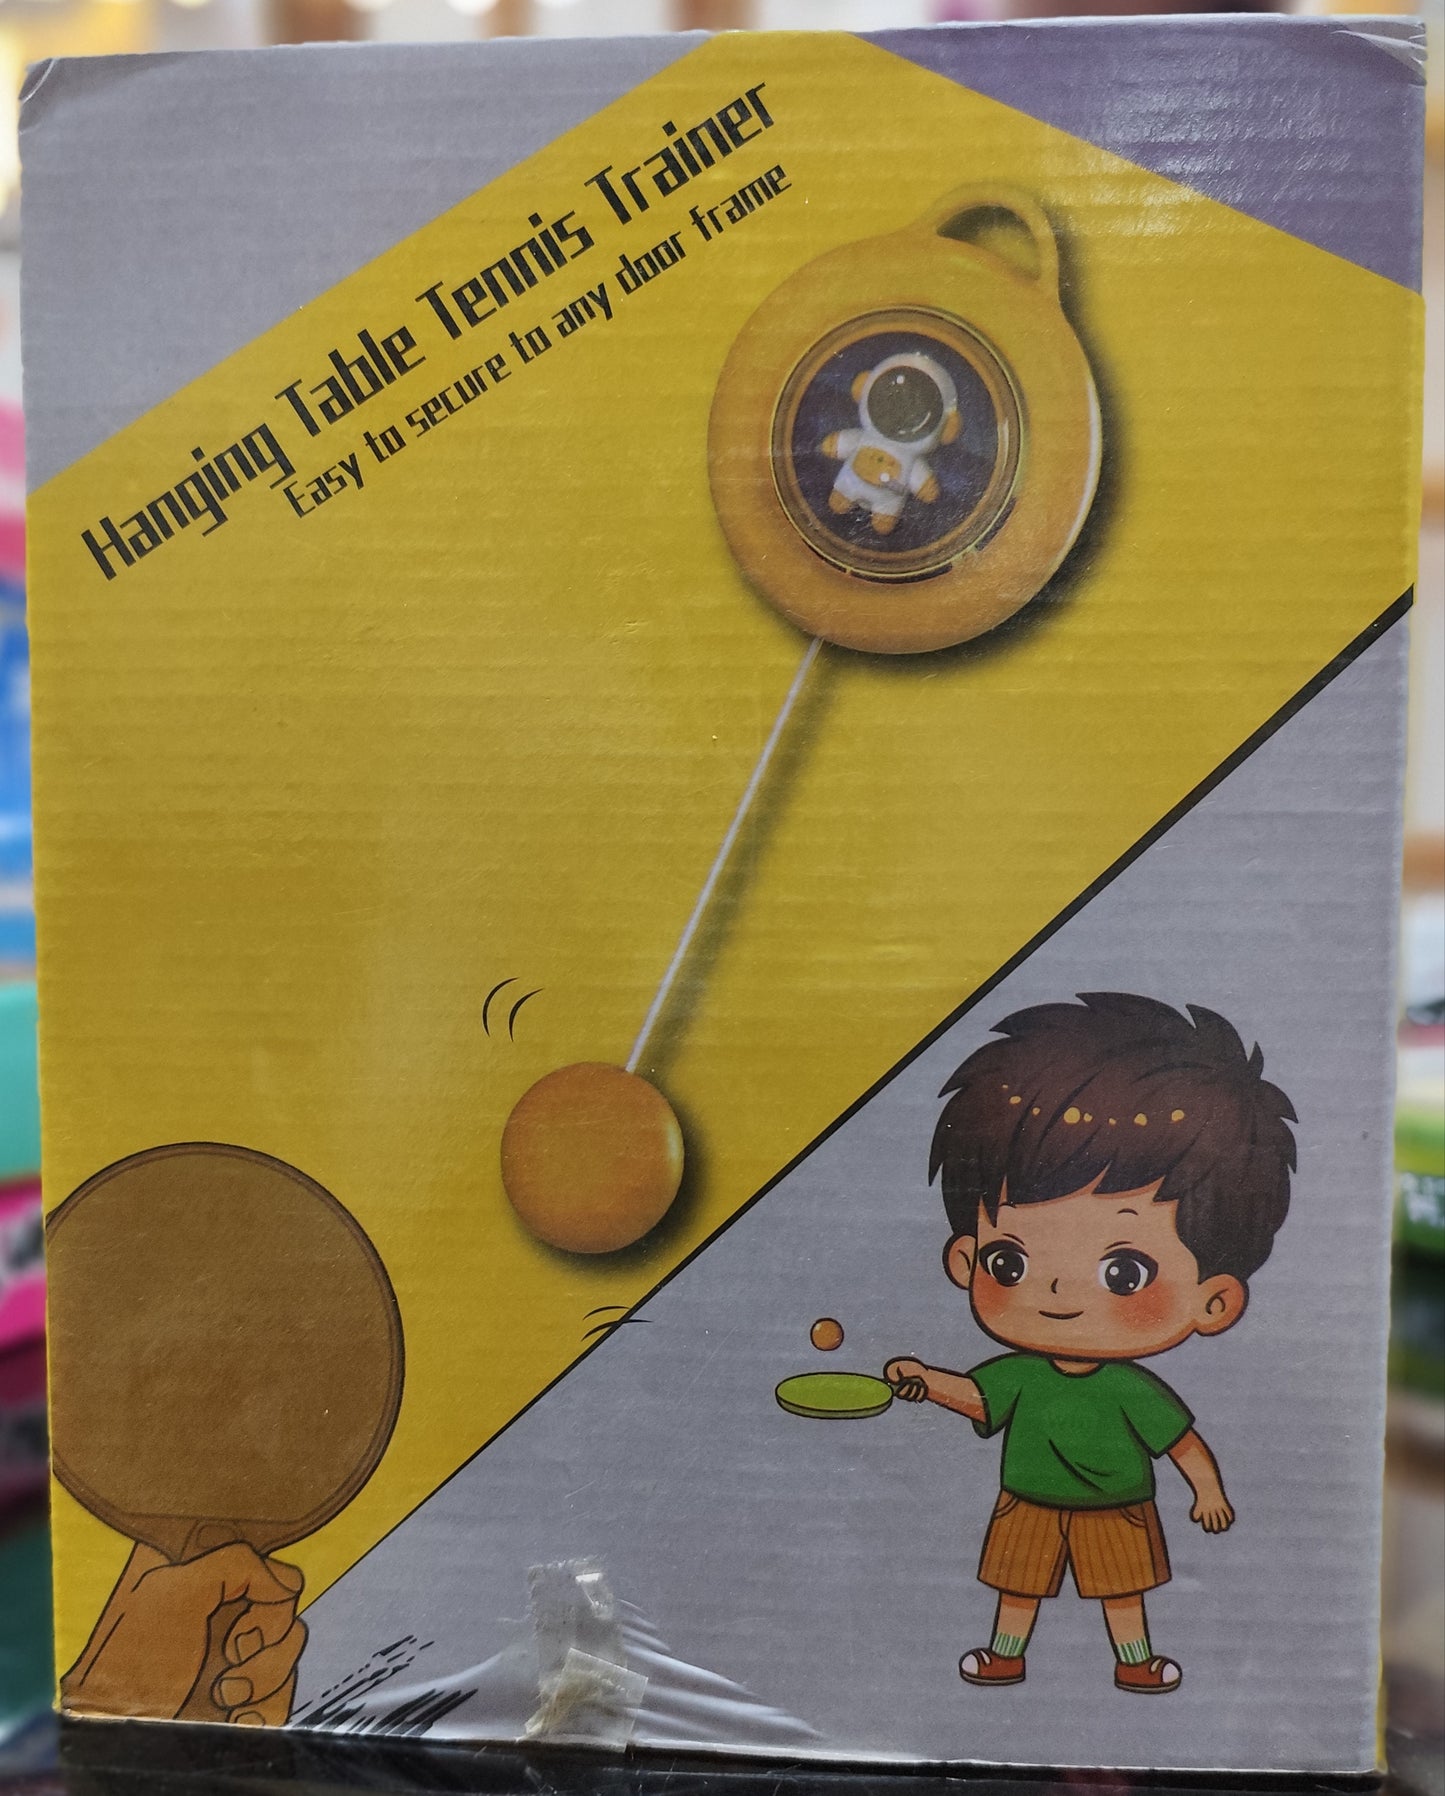 Hanging Table Tennis Trainer
Easy to secure to any door frame